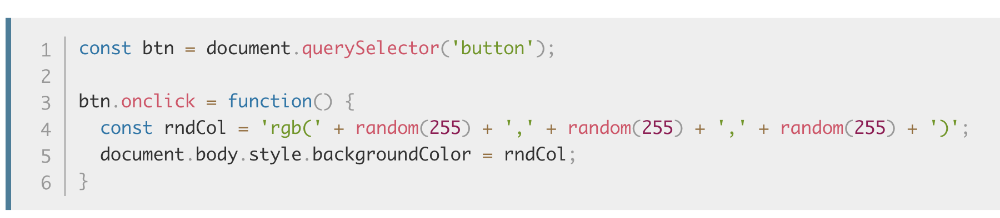 1 const btn = document.querySelector('button');
2
3 btn.onclick = function() {
4   const rndCol = 'rgb(' + random(255) + ',' + random(255) + ',' + random(255) + ')';
5   document.body.style.backgroundColor = rndCol;
6 }